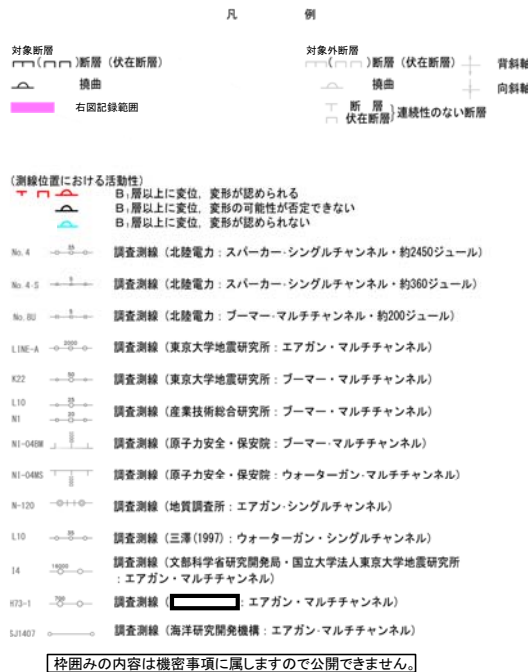 凡 例
対象断層
断層（伏在断層）
撓曲
右図記録範囲
対象外断層
断層（伏在断層）
背斜軸
撓曲
向斜軸
断 層
伏在断層
連続性のない断層
(測線位置における活動性)
B1層以上に変位，変形が認められる
B1層以上に変位，変形の可能性が否定できない
B1層以上に変位，変形が認められない
No.4 25 調査測線（北陸電力：スパーカー・シングルチャンネル・約2450ジュール）
No.4-S 5 調査測線（北陸電力：スパーカー・シングルチャンネル・約360ジュール）
No.8U 5 調査測線（北陸電力：ブーマー・マルチチャンネル・約200ジュール）
LINE-A 2000 調査測線（東京大学地震研究所：エアガン・マルチチャンネル）
K22 50 調査測線（東京大学地震研究所：ブーマー・マルチチャンネル）
L10 25
N1 20 調査測線（産業技術総合研究所：ブーマー・マルチチャンネル）
NI-04BM 調査測線（原子力安全・保安院：ブーマー・マルチチャンネル）
NI-04MS 調査測線（原子力安全・保安院：ウォーターガン・マルチチャンネル）
N-120 調査測線（地質調査所：エアガン・シングルチャンネル）
L10 25 調査測線（三澤(1997)：ウォーターガン・シングルチャンネル）
I4 16000 調査測線（文部科学省研究開発局・国立大学法人東京大学地震研究所
：エアガン・マルチチャンネル）
H73-1 700 調査測線（ ：エアガン・マルチチャンネル）
SJ1407 調査測線（海洋研究開発機構：エアガン・マルチチャンネル）
枠囲みの内容は機密事項に属しますので公開できません。